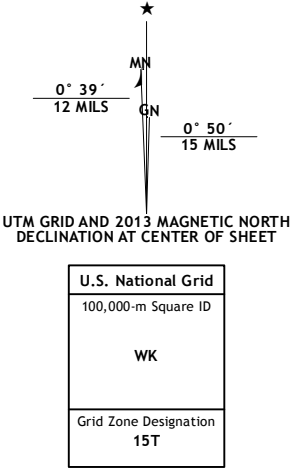 MN
0° 39´
12 MILS
GN
0° 50´
15 MILS
UTM GRID AND 2013 MAGNETIC NORTH
DECLINATION AT CENTER OF SHEET
U.S. National Grid
100,000-m Square ID
WK
Grid Zone Designation
15T